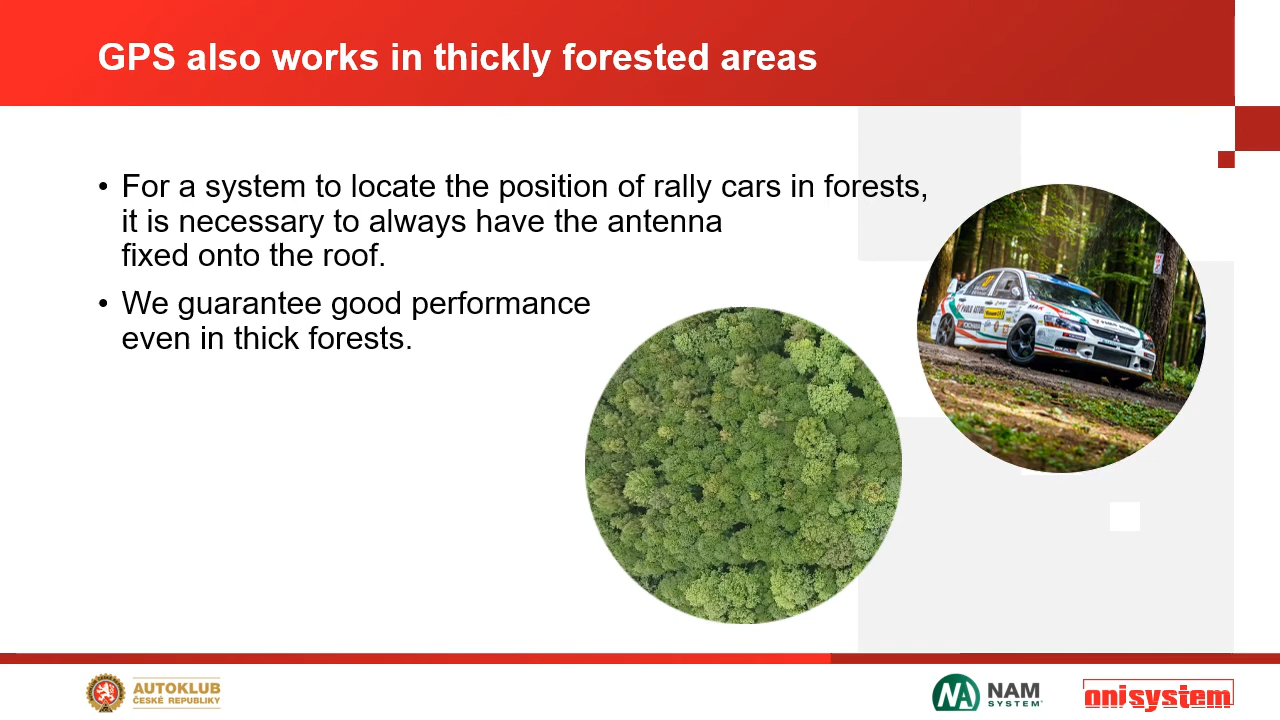 GPS also works in thickly forested areas
• For a system to locate the position of rally cars in forests,
it is necessary to always have the antenna
fixed onto the roof.
• We guarantee good performance
even in thick forests.
AUTOKLUB
ČESKÉ REPUBLIKY
NAM
SYSTEM
onisystem